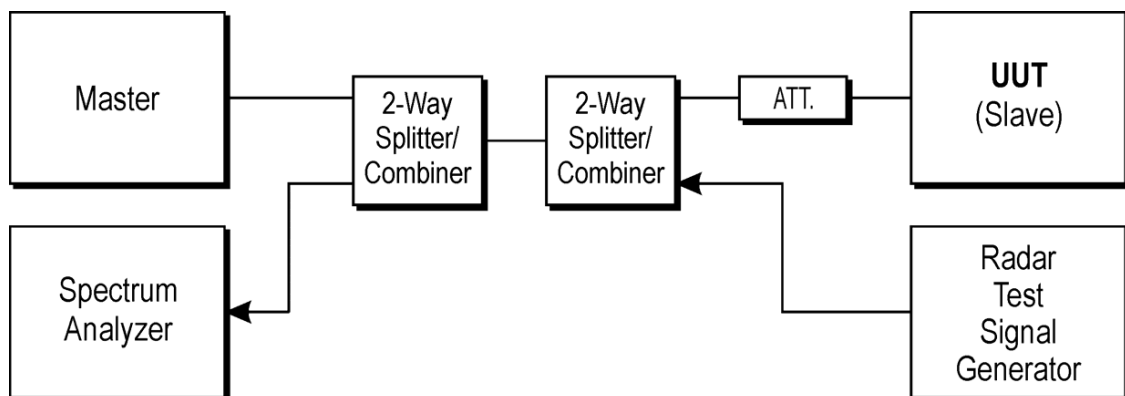 Master
2-Way
Splitter/
Combiner
2-Way
Splitter/
Combiner
ATT.
UUT
(Slave)
Spectrum
Analyzer
Radar
Test
Signal
Generator